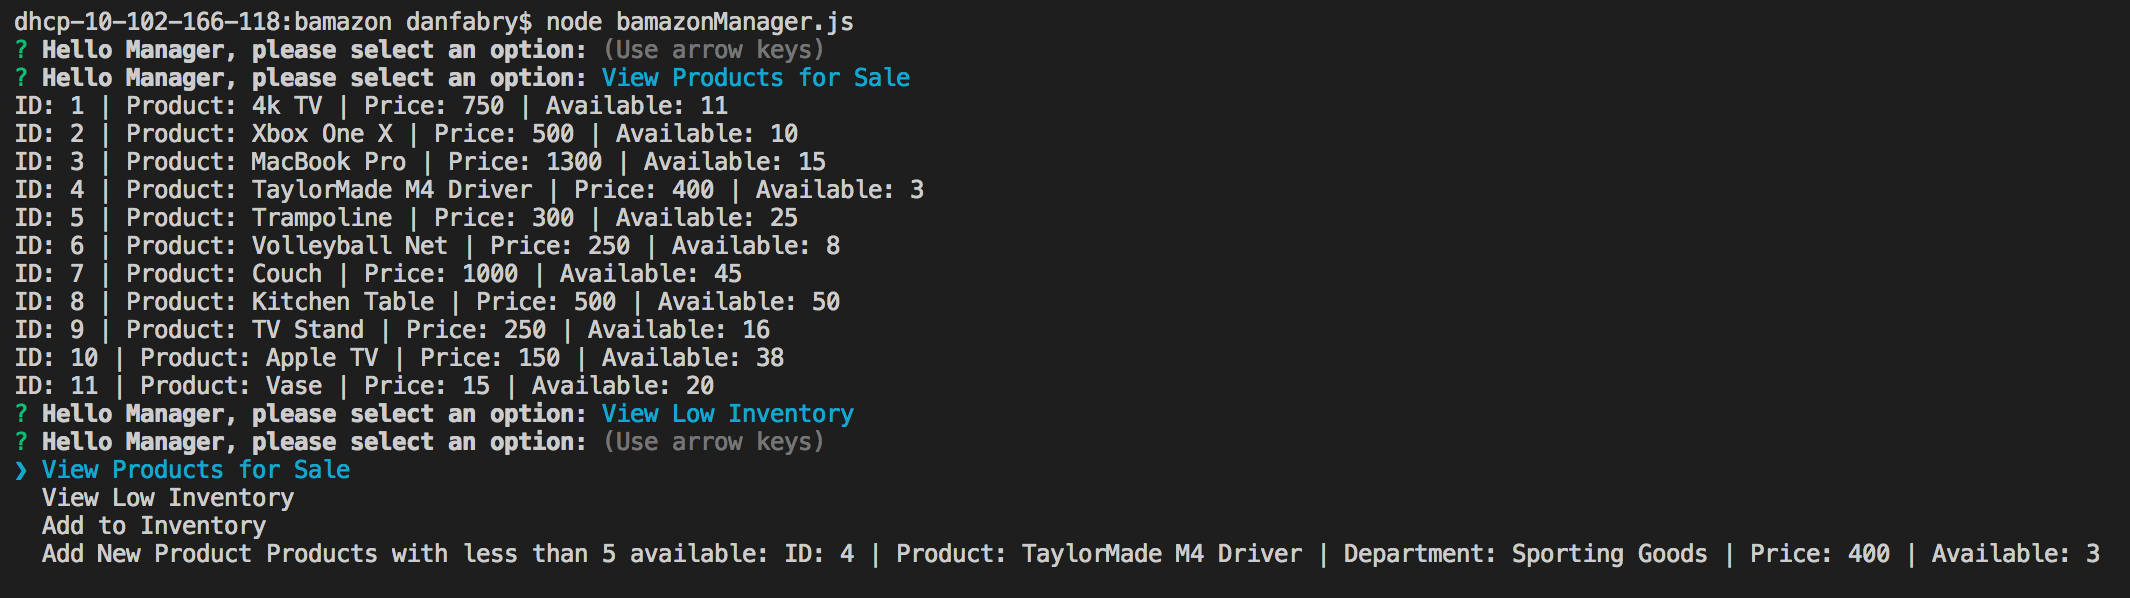 dhcp-10-102-166-118:bamazon danfabry$ node bamazonManager.js
? Hello Manager, please select an option: (Use arrow keys)
? Hello Manager, please select an option: View Products for Sale
ID: 1 | Product: 4k TV | Price: 750 | Available: 11
ID: 2 | Product: Xbox One X | Price: 500 | Available: 10
ID: 3 | Product: MacBook Pro | Price: 1300 | Available: 15
ID: 4 | Product: TaylorMade M4 Driver | Price: 400 | Available: 3
ID: 5 | Product: Trampoline | Price: 300 | Available: 25
ID: 6 | Product: Volleyball Net | Price: 250 | Available: 8
ID: 7 | Product: Couch | Price: 1000 | Available: 45
ID: 8 | Product: Kitchen Table | Price: 500 | Available: 50
ID: 9 | Product: TV Stand | Price: 250 | Available: 16
ID: 10 | Product: Apple TV | Price: 150 | Available: 38
ID: 11 | Product: Vase | Price: 15 | Available: 20
? Hello Manager, please select an option: View Low Inventory
? Hello Manager, please select an option: (Use arrow keys)
❯ View Products for Sale
  View Low Inventory
  Add to Inventory
  Add New Product Products with less than 5 available: ID: 4 | Product: TaylorMade M4 Driver | Department: Sporting Goods | Price: 400 | Available: 3